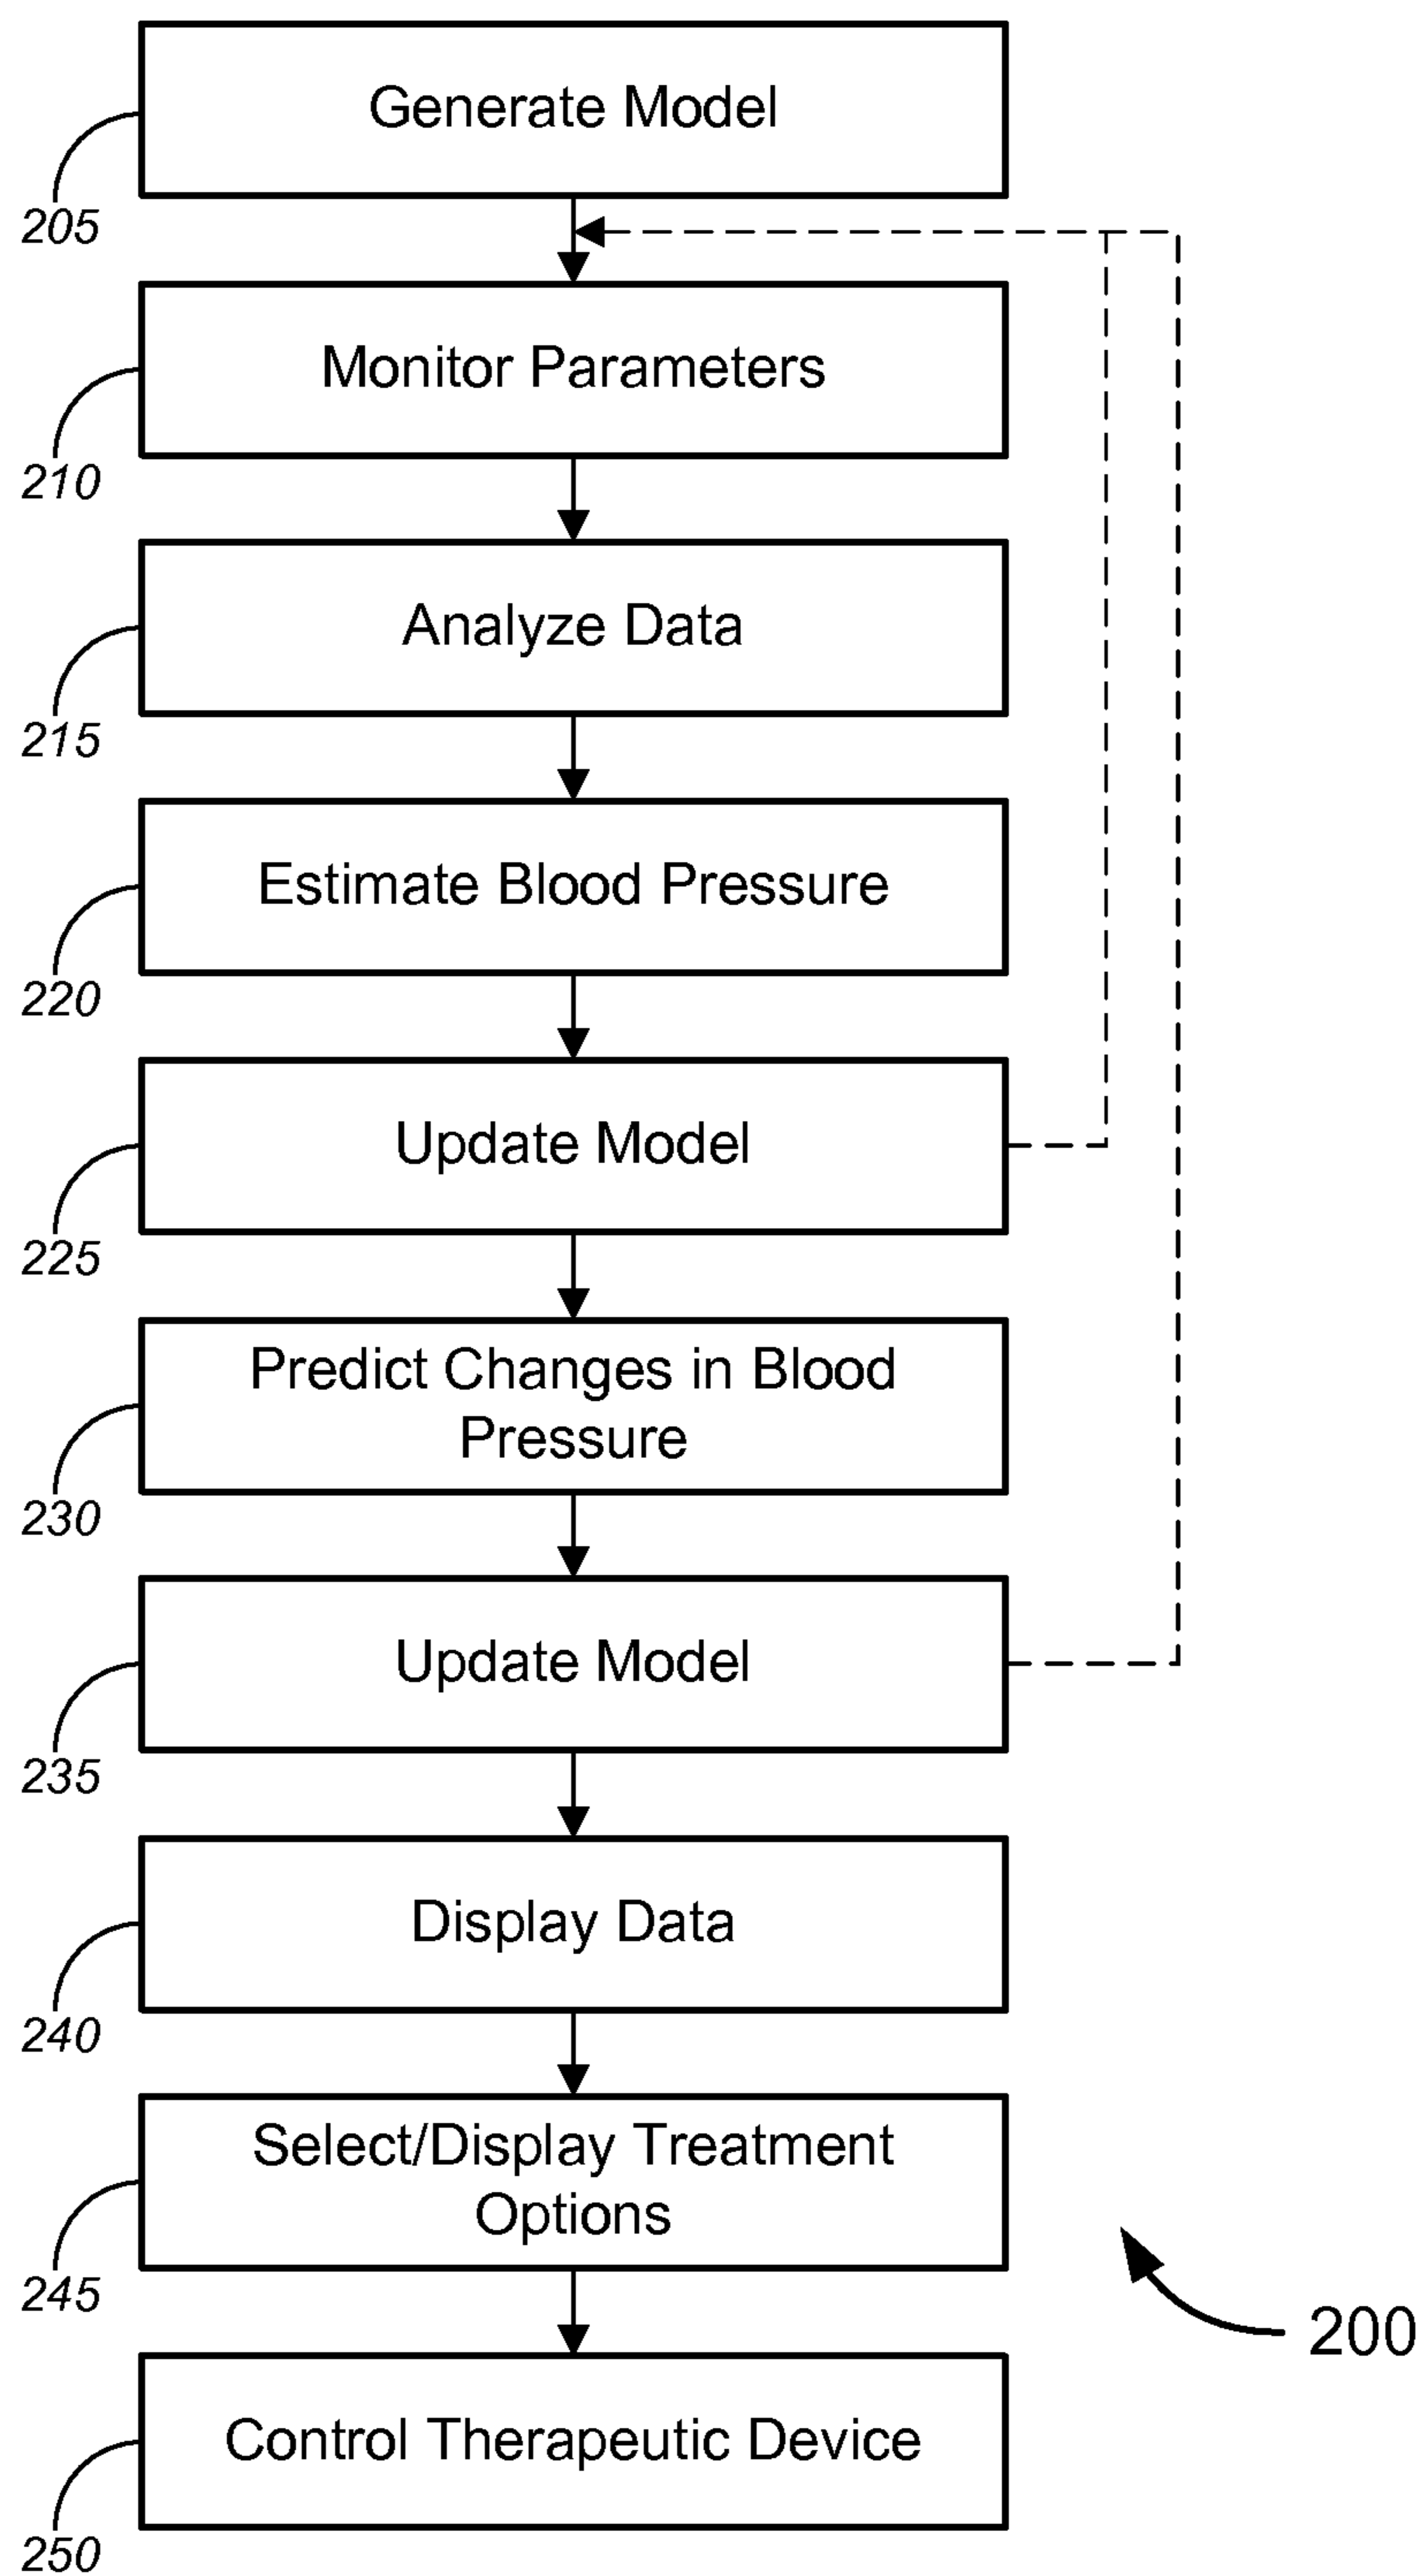 Generate Model
205
Monitor Parameters
210
Analyze Data
215
Estimate Blood Pressure
220
Update Model
225
Predict Changes in Blood
Pressure
230
Update Model
235
Display Data
240
Select/Display Treatment
Options
245
200
Control Therapeutic Device
250